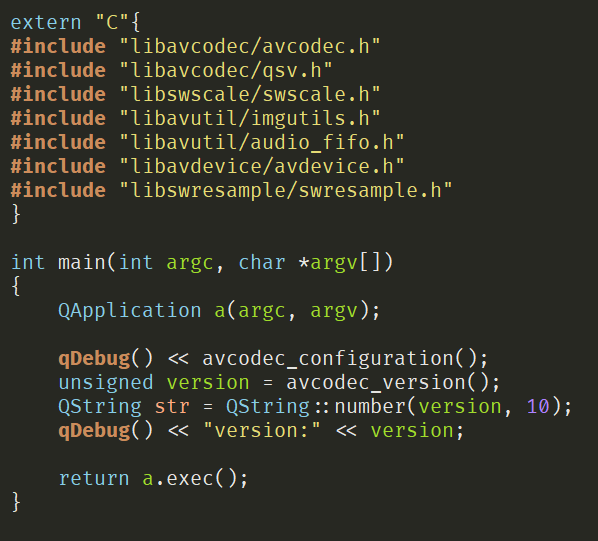 extern "C"{
#include "libavcodec/avcodec.h"
#include "libavcodec/qsv.h"
#include "libswscale/swscale.h"
#include "libavutil/imgutils.h"
#include "libavutil/audio_fifo.h"
#include "libavdevice/avdevice.h"
#include "libswresample/swresample.h"
}
int main(int argc, char *argv[])
{
    QApplication a(argc, argv);
    qDebug() << avcodec_configuration();
    unsigned version = avcodec_version();
    QString str = QString::number(version, 10);
    qDebug() << "version:" << version;
    return a.exec();
}